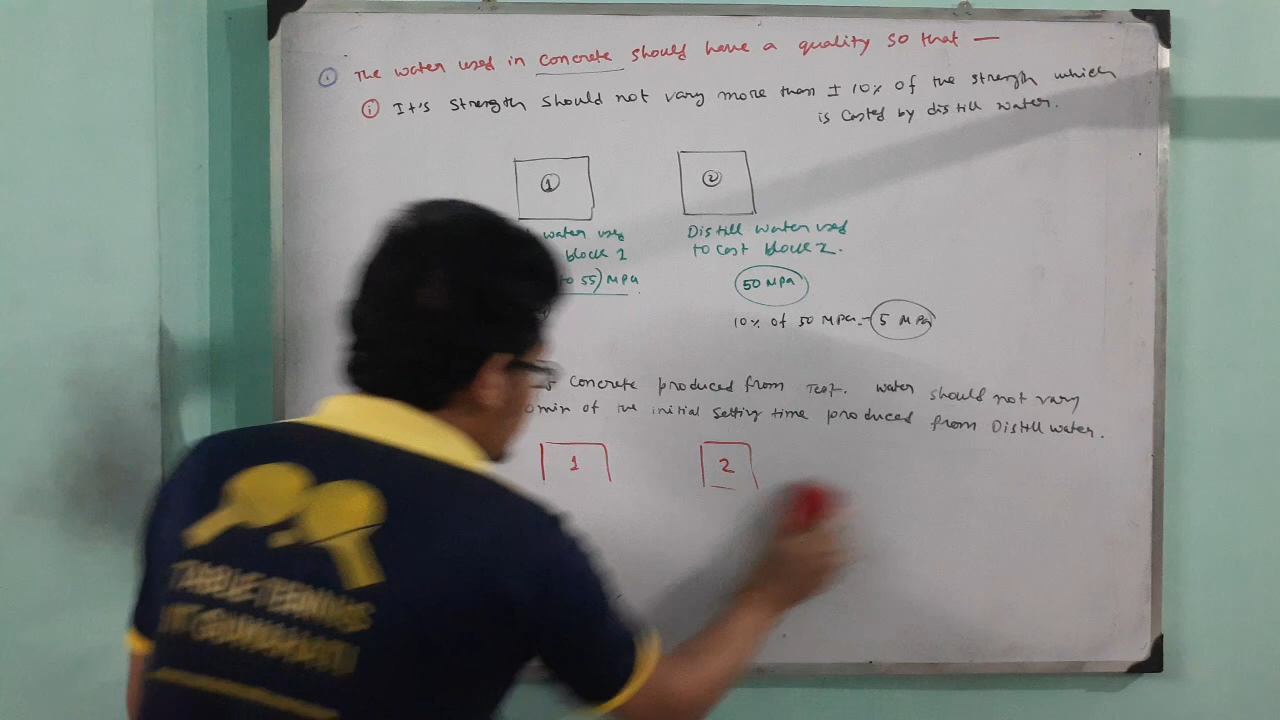 ① The water used in concrete should have a quality so that —
ⓘ It's strength should not vary more than ± 10% of the strength which
is casted by distill water.
① ②
water used
block 1
to 55) MPa
Distill water used
to cast block 2.
50 MPa
10% of 50 MPa. - 5 MPa
concrete produced from Test. water should not vary
min of the initial setting time produced from Distill water.
1 2
TABLE TENNIS
IIT GUWAHATI